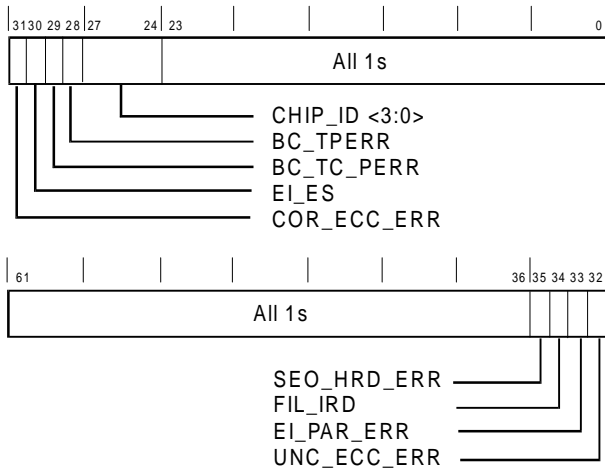 31 30 29 28 27 24 23 0
All 1s
CHIP_ID <3:0>
BC_TPERR
BC_TC_PERR
EI_ES
COR_ECC_ERR
61 36 35 34 33 32
All 1s
SEO_HRD_ERR
FIL_IRD
EI_PAR_ERR
UNC_ECC_ERR